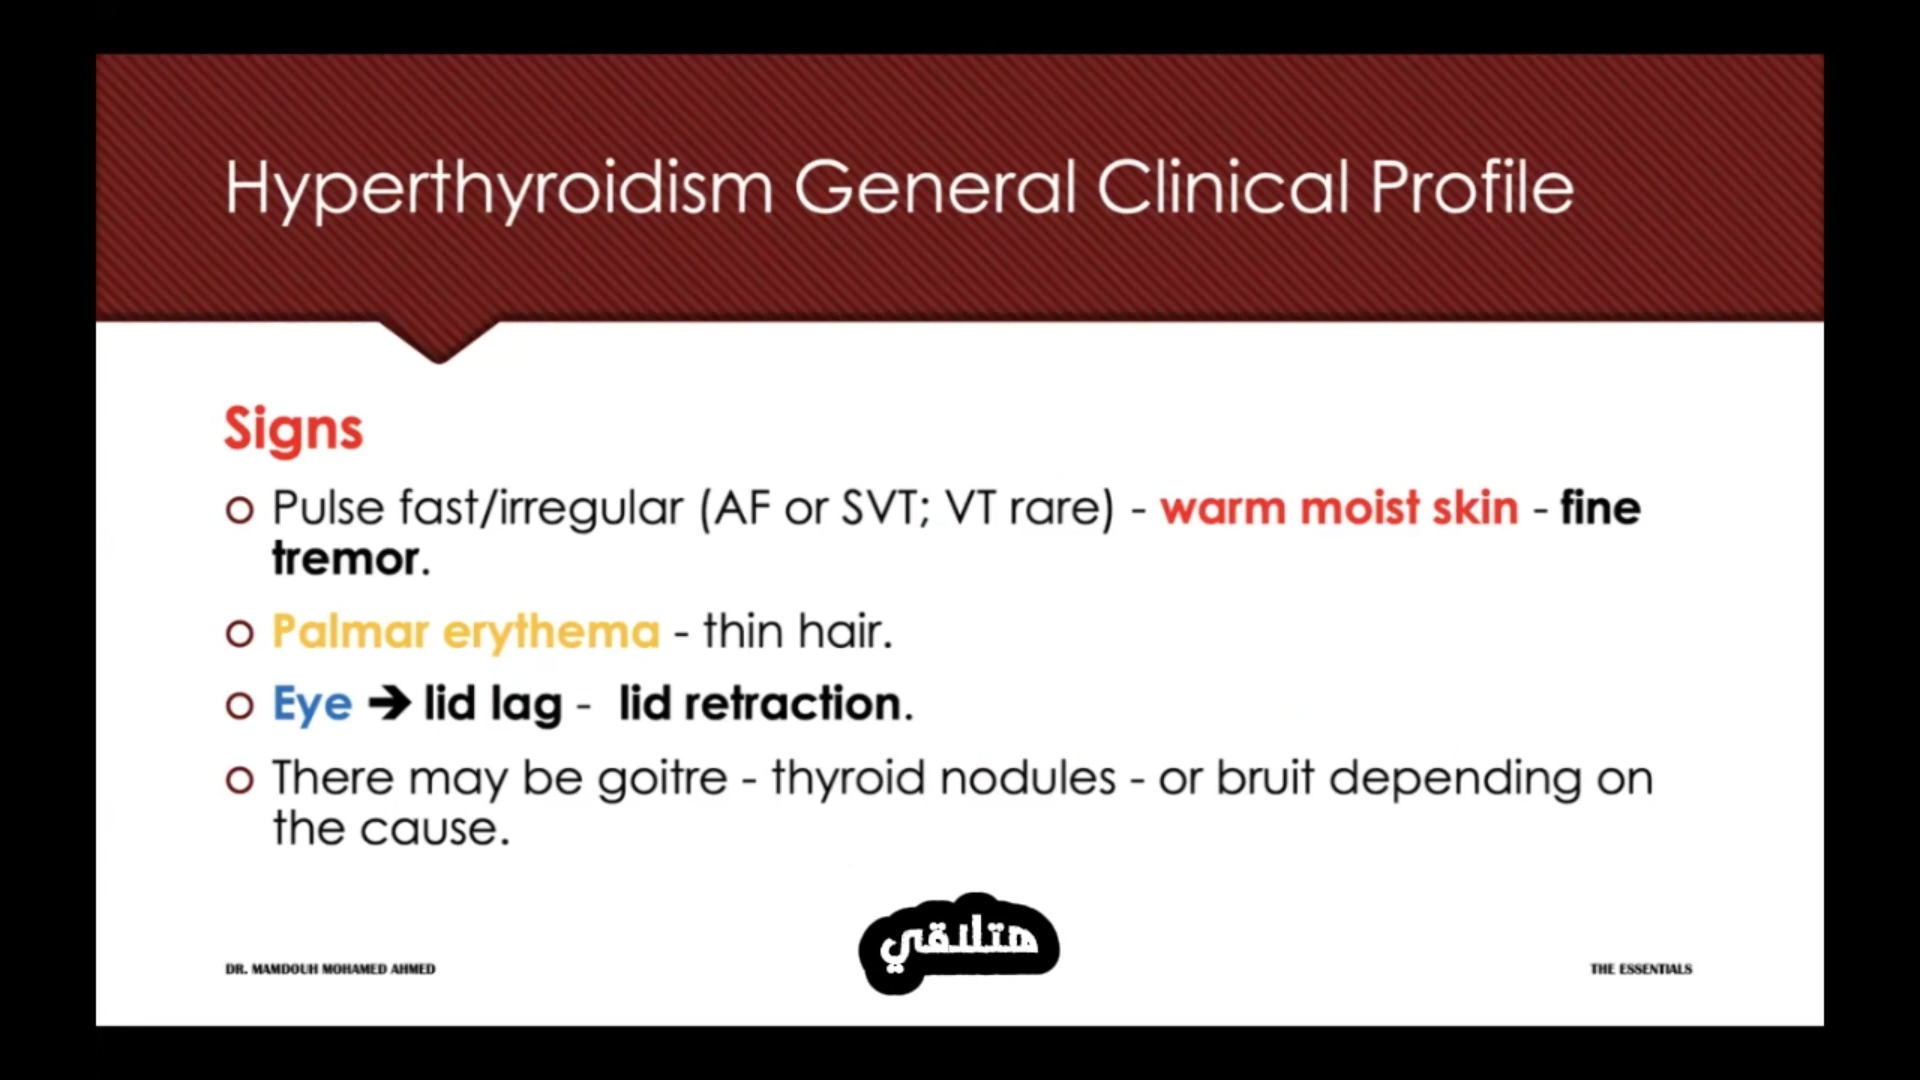 Hyperthyroidism General Clinical Profile
Signs
Pulse fast/irregular (AF or SVT; VT rare) - warm moist skin - fine
tremor.
Palmar erythema - thin hair.
Eye ➔ lid lag - lid retraction.
There may be goitre - thyroid nodules - or bruit depending on
the cause.
هتلاقي
DR. MAMDOUH MOHAMED AHMED
THE ESSENTIALS